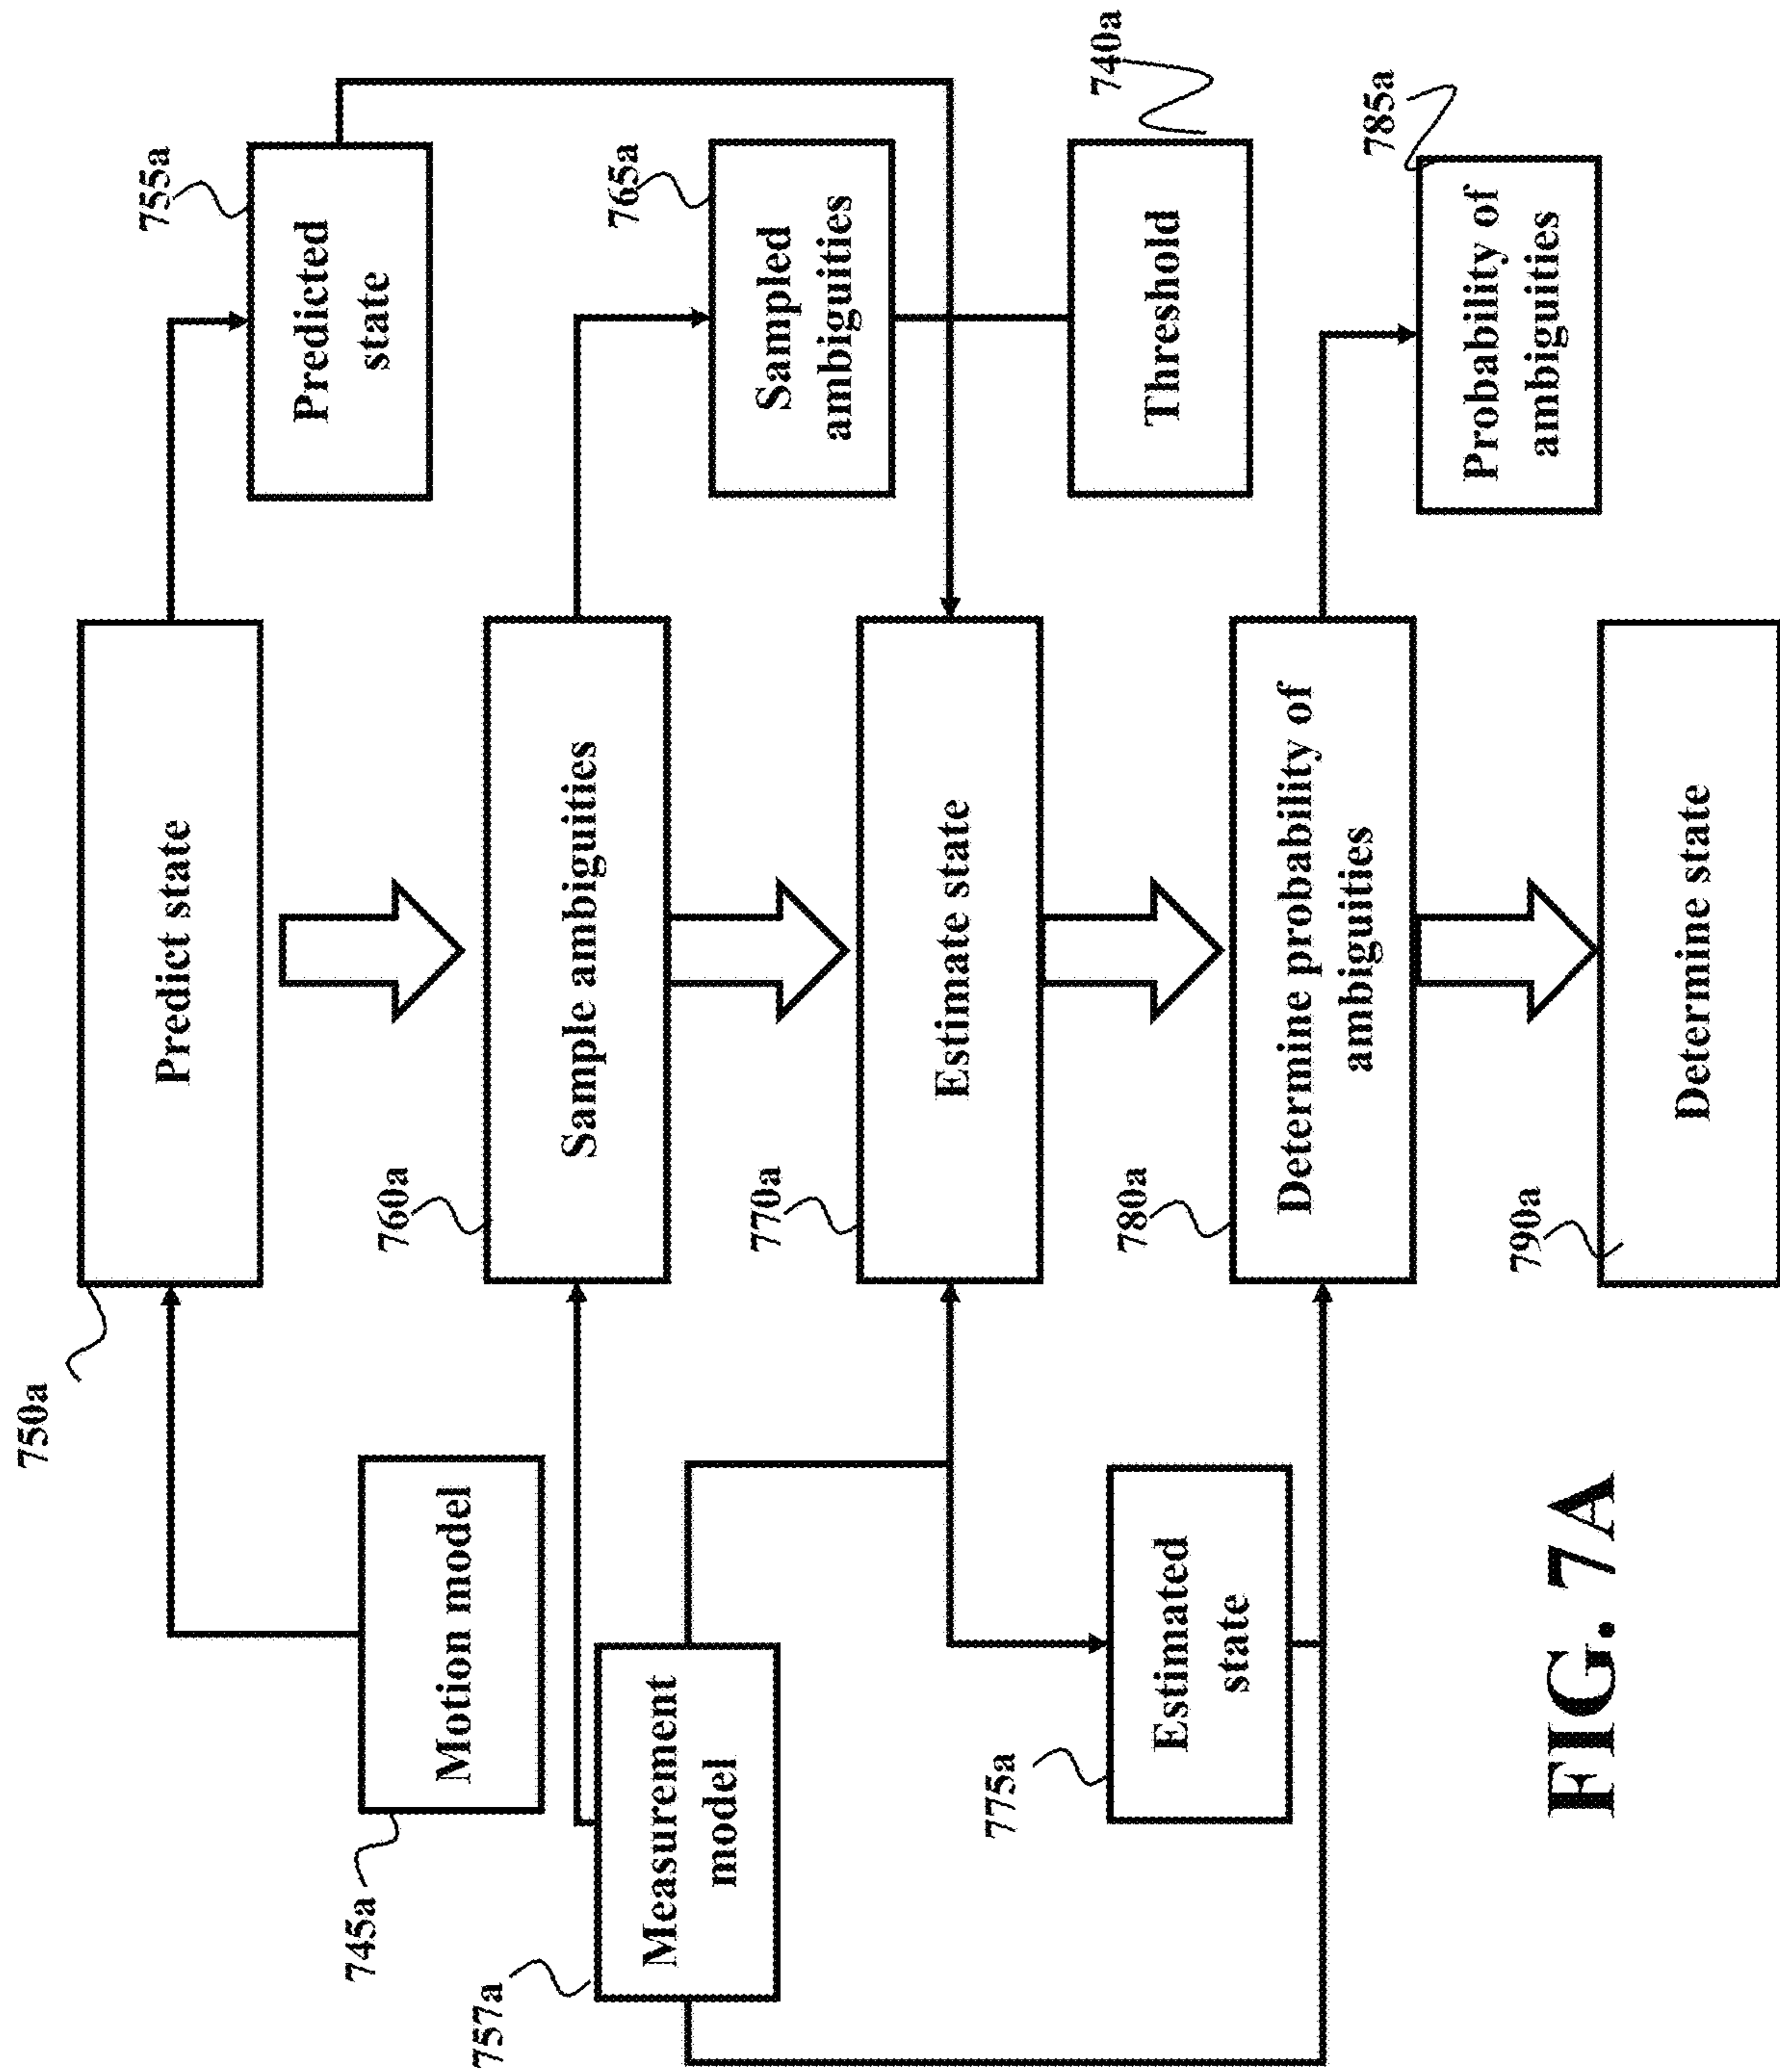 750a
Predict state
755a
Predicted
state
745a
Motion model
760a
Sample ambiguities
765a
Sampled
ambiguities
757a
Measurement
model
770a
Estimate state
740a
Threshold
775a
Estimated
state
780a
Determine probability of
ambiguities
785a
Probability of
ambiguities
790a
Determine state
FIG. 7A